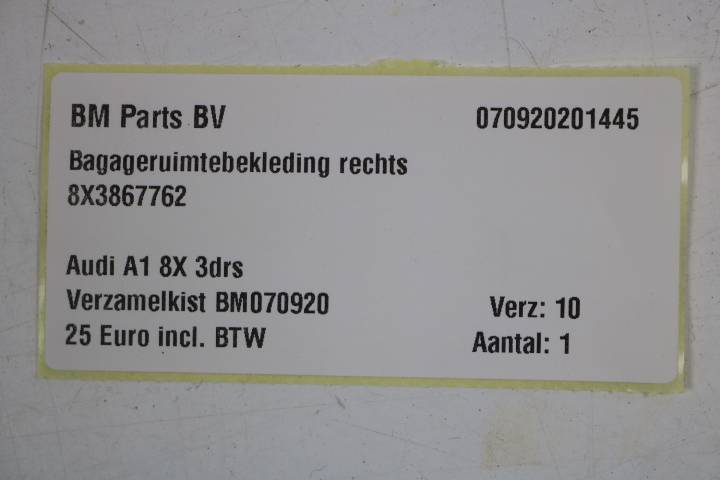 BM Parts BV 070920201445
Bagageruimtebekleding rechts
8X3867762
Audi A1 8X 3drs
Verzamelkist BM070920 Verz: 10
25 Euro incl. BTW Aantal: 1